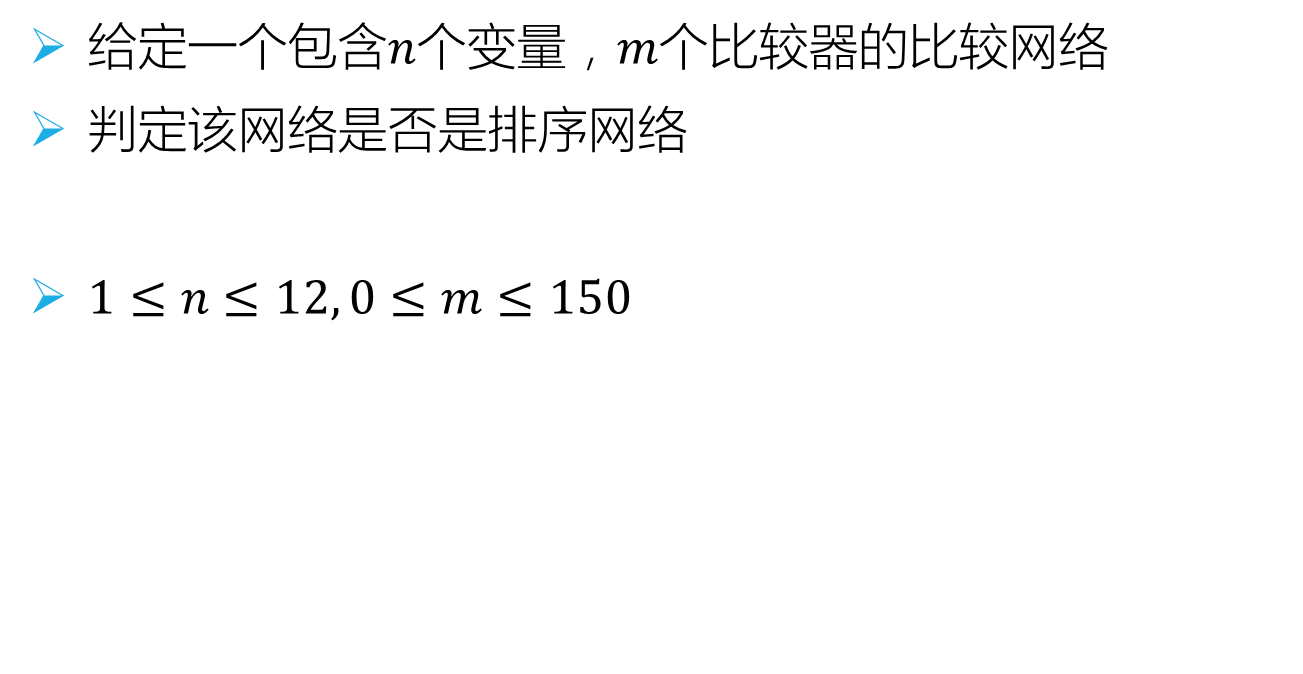 给定一个包含n个变量，m个比较器的比较网络
判定该网络是否是排序网络
1 ≤ n ≤ 12, 0 ≤ m ≤ 150